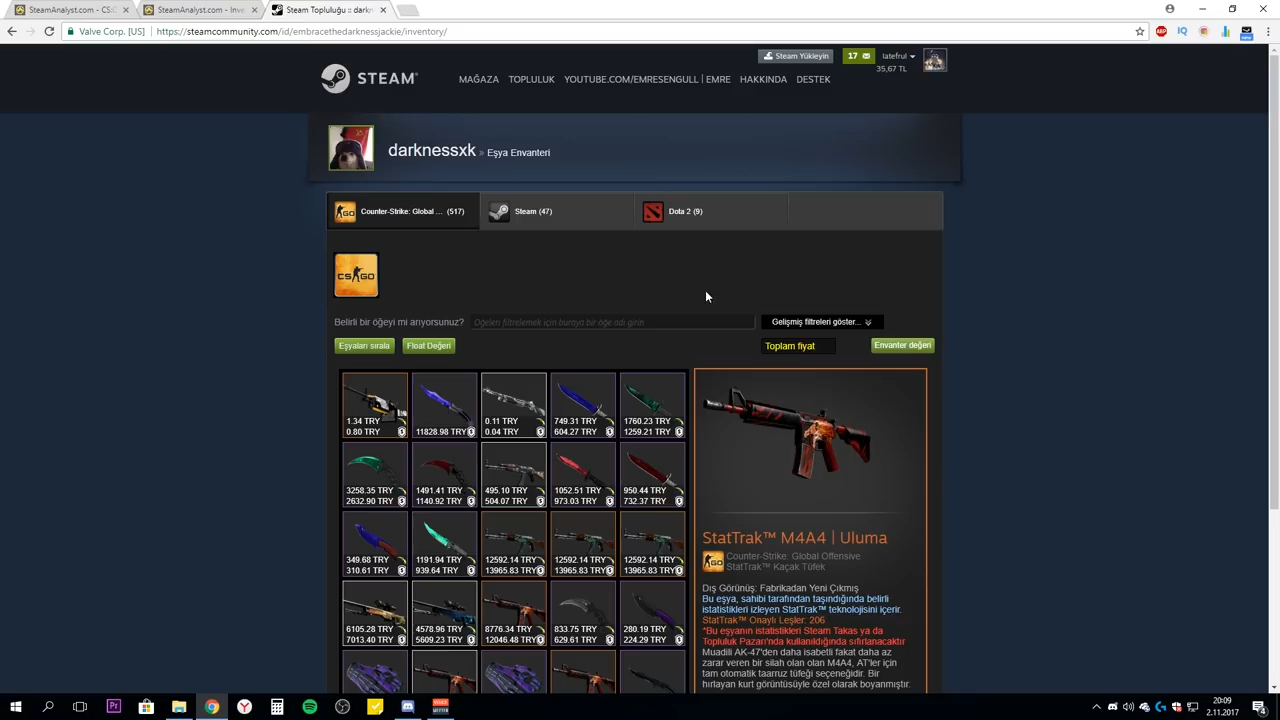 SteamAnalyst.com - CS:
SteamAnalyst.com - Inve
Steam Topluluğu :: darkn
Valve Corp. [US] | https://steamcommunity.com/id/embracethedarknessjackie/inventory/
Steam Yükleyin
17
latefrul
35,67 TL
STEAM
MAĞAZA TOPLULUK YOUTUBE.COM/EMRESENGULL | EMRE HAKKINDA DESTEK
darknessxk » Eşya Envanteri
Counter-Strike: Global ... (517)
Steam (47)
Dota 2 (9)
CS GO
Belirli bir öğeyi mi arıyorsunuz?
Öğeleri filtrelemek için buraya bir öğe adı girin
Gelişmiş filtreleri göster...
Eşyaları sırala
Float Değeri
Toplam fiyat
Envanter değeri
1.34 TRY
0.80 TRY
11828.98 TRY
0.11 TRY
0.04 TRY
749.31 TRY
604.27 TRY
1760.23 TRY
1259.21 TRY
3258.35 TRY
2632.90 TRY
1491.41 TRY
1140.92 TRY
495.10 TRY
504.07 TRY
1052.51 TRY
973.03 TRY
950.44 TRY
732.37 TRY
349.68 TRY
310.61 TRY
1191.94 TRY
939.64 TRY
12592.14 TRY
13965.83 TRY
12592.14 TRY
13965.83 TRY
12592.14 TRY
13965.83 TRY
6105.28 TRY
7013.40 TRY
4578.96 TRY
5609.23 TRY
8776.34 TRY
12046.48 TRY
833.75 TRY
629.61 TRY
280.19 TRY
224.29 TRY
StatTrak™ M4A4 | Uluma
Counter-Strike: Global Offensive
StatTrak™ Kaçak Tüfek
Dış Görünüş: Fabrikadan Yeni Çıkmış
Bu eşya, sahibi tarafından taşındığında belirli
istatistikleri izleyen StatTrak™ teknolojisini içerir.
StatTrak™ Onaylı Leşler: 206
*Bu eşyanın istatistikleri Steam Takas ya da
Topluluk Pazarı'nda kullanıldığında sıfırlanacaktır
Muadili AK-47'den daha isabetli fakat daha az
zarar veren bir silah olan olan M4A4, AT'ler için
tam otomatik taarruz tüfeği seçeneğidir. Bir
hırlayan kurt görüntüsüyle özel olarak boyanmıştır.
20:09
2.11.2017